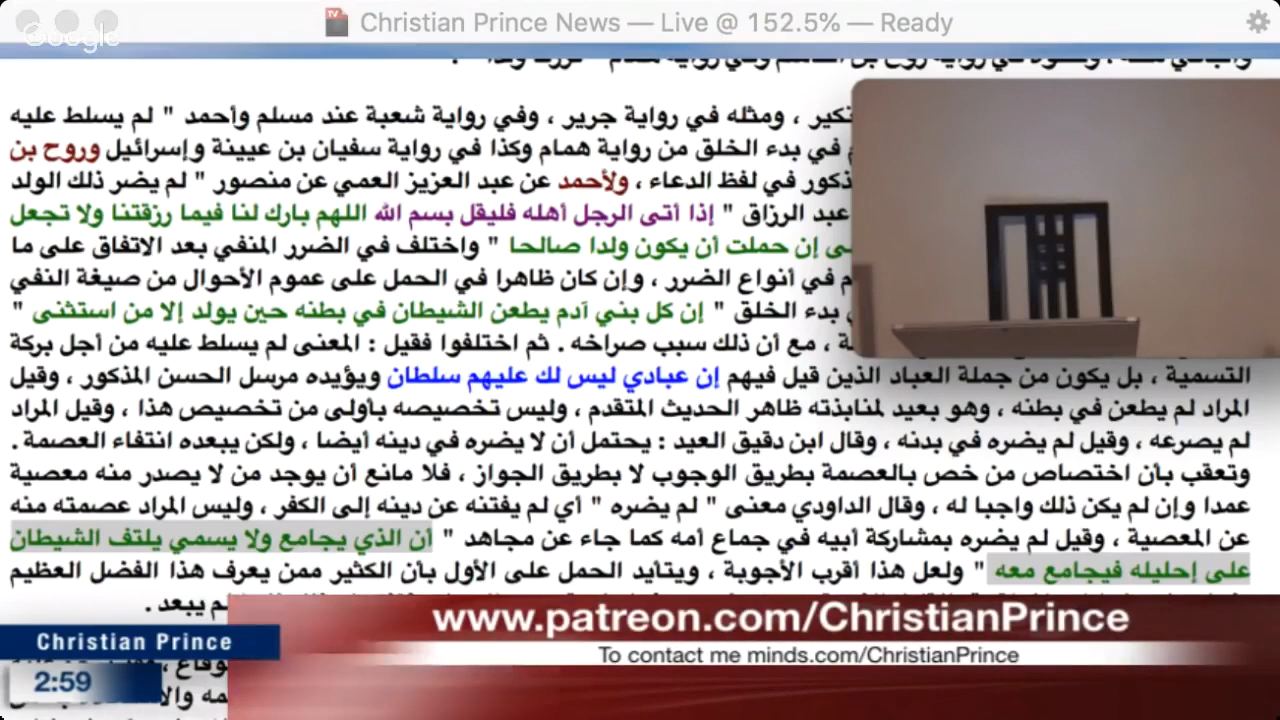 Christian Prince News — Live @ 152.5% — Ready
Google
تكير ، ومثله في رواية جرير ، وفي رواية شعبة عند مسلم وأحمد " لم يسلط عليه
م في بدء الخلق من رواية همام وكذا في رواية سفيان بن عيينة وإسرائيل وروح بن
ذكور في لفظ الدعاء ، ولأحمد عن عبد العزيز العمي عن منصور " لم يضر ذلك الولد
عبد الرزاق " إذا أتى الرجل أهله فليقل بسم الله اللهم بارك لنا فيما رزقتنا ولا تجعل
ى إن حملت أن يكون ولدا صالحا " واختلف في الضرر المنفي بعد الاتفاق على ما
م في أنواع الضرر ، وإن كان ظاهرا في الحمل على عموم الأحوال من صيغة النفي
بدء الخلق " إن كل بني آدم يطعن الشيطان في بطنه حين يولد إلا من استثنى "
ة ، مع أن ذلك سبب صراخه . ثم اختلفوا فقيل : المعنى لم يسلط عليه من أجل بركة
التسمية ، بل يكون من جملة العباد الذين قيل فيهم إن عبادي ليس لك عليهم سلطان ويؤيده مرسل الحسن المذكور ، وقيل
المراد لم يطعن في بطنه ، وهو بعيد لمنابذته ظاهر الحديث المتقدم ، وليس تخصيصه بأولى من تخصيص هذا ، وقيل المراد
لم يصرعه ، وقيل لم يضره في بدنه ، وقال ابن دقيق العيد : يحتمل أن لا يضره في دينه أيضا ، ولكن يبعده انتفاء العصمة .
وتعقب بأن اختصاص من خص بالعصمة بطريق الوجوب لا بطريق الجواز ، فلا مانع أن يوجد من لا يصدر منه معصية
عمدا وإن لم يكن ذلك واجبا له ، وقال الداودي معنى " لم يضره " أي لم يفتنه عن دينه إلى الكفر ، وليس المراد عصمته منه
عن المعصية ، وقيل لم يضره بمشاركة أبيه في جماع أمه كما جاء عن مجاهد " أن الذي يجامع ولا يسمي يلتف الشيطان
على إحليله فيجامع معه " ولعل هذا أقرب الأجوبة ، ويتأيد الحمل على الأول بأن الكثير ممن يعرف هذا الفضل العظيم
م يبعد .
www.patreon.com/ChristianPrince
Christian Prince
To contact me minds.com/ChristianPrince
2:59